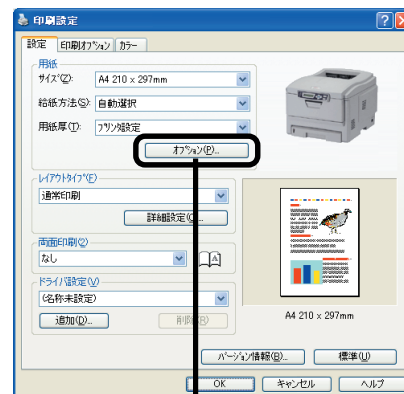 印刷設定
設定 印刷ｵﾌﾟｼｮﾝ ｶﾗｰ
用紙
ｻｲｽﾞ(Z): A4 210 x 297mm
給紙方法(S): 自動選択
用紙厚(T): ﾌﾟﾘﾝﾀ設定
ｵﾌﾟｼｮﾝ(P)...
ﾚｲｱｳﾄﾀｲﾌﾟ(E)
通常印刷
詳細設定
両面印刷(2)
なし
A
ﾄﾞﾗｲﾊﾞ設定(V)
(名称未設定)
追加(D)... 削除(R)
A4 210 x 297mm
ﾊﾞｰｼﾞｮﾝ情報(B)... 標準(U)
OK ｷｬﾝｾﾙ ﾍﾙﾌﾟ